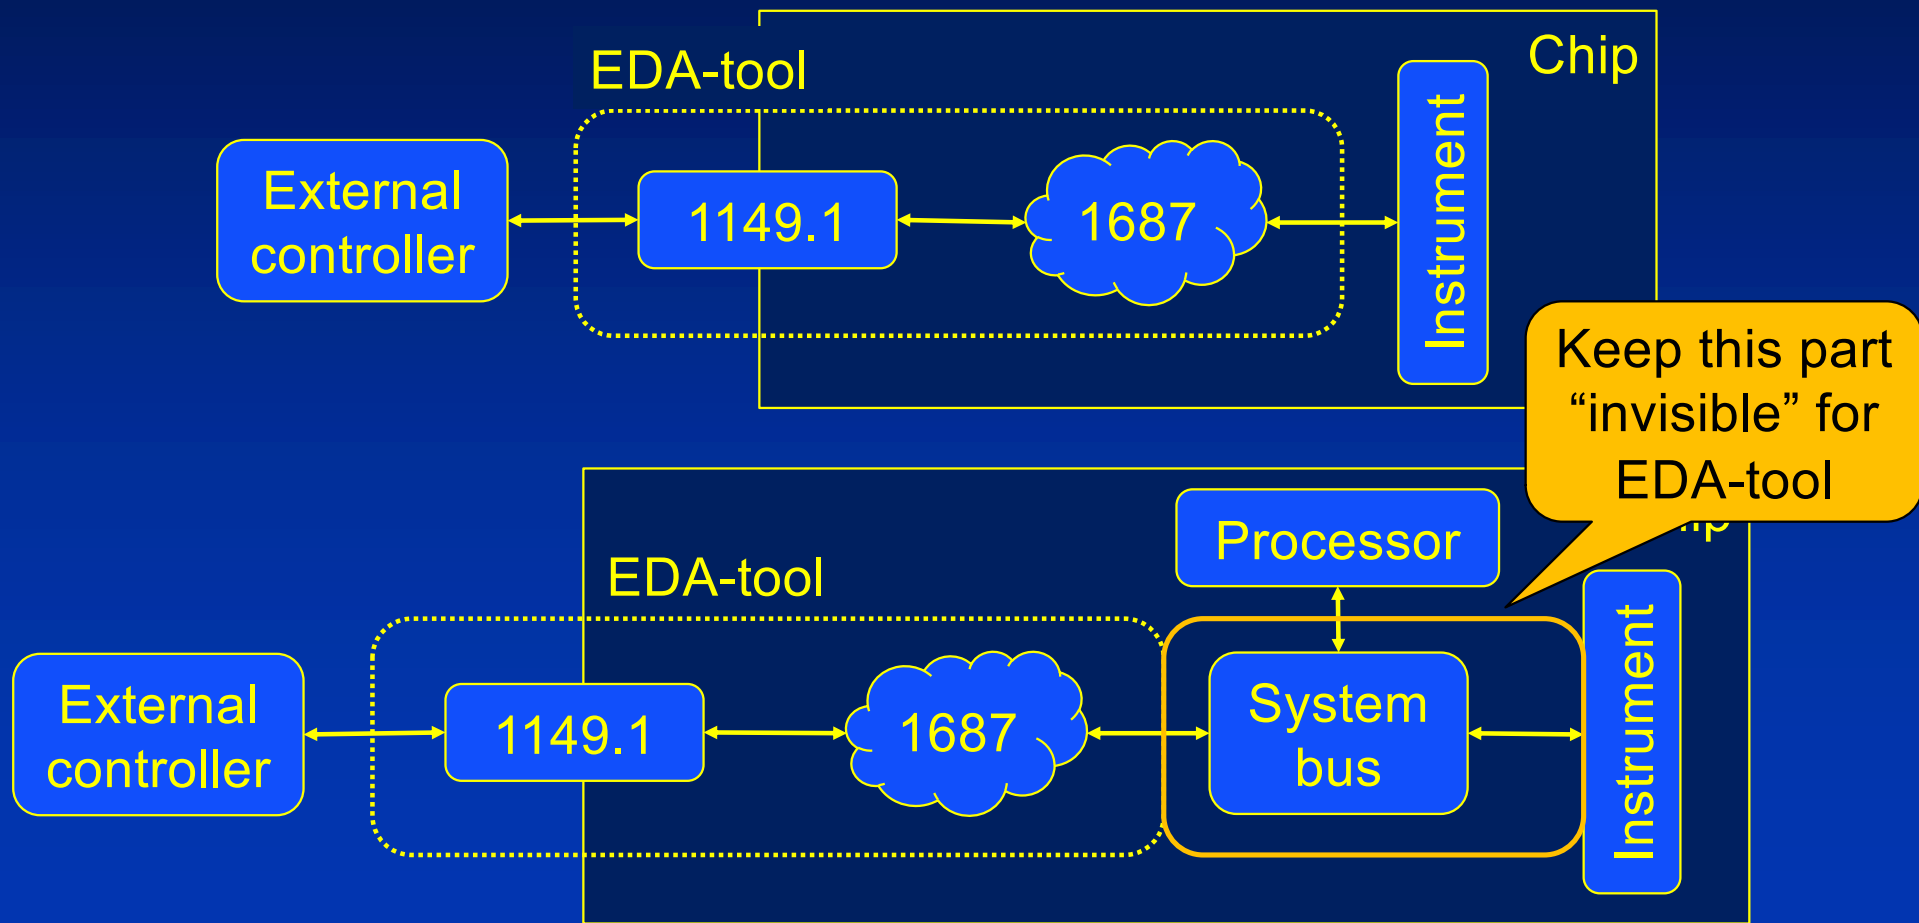 EDA-tool
Chip
External
controller
1149.1
1687
Instrument
Keep this part
“invisible” for
EDA-tool
Processor
EDA-tool
External
controller
1149.1
1687
System
bus
Instrument